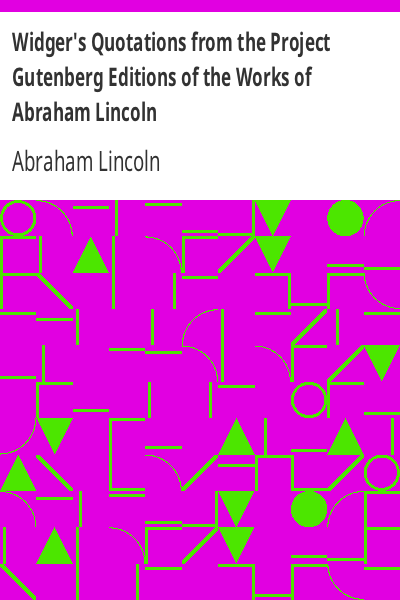 Widger's Quotations from the Project
Gutenberg Editions of the Works of
Abraham Lincoln
Abraham Lincoln